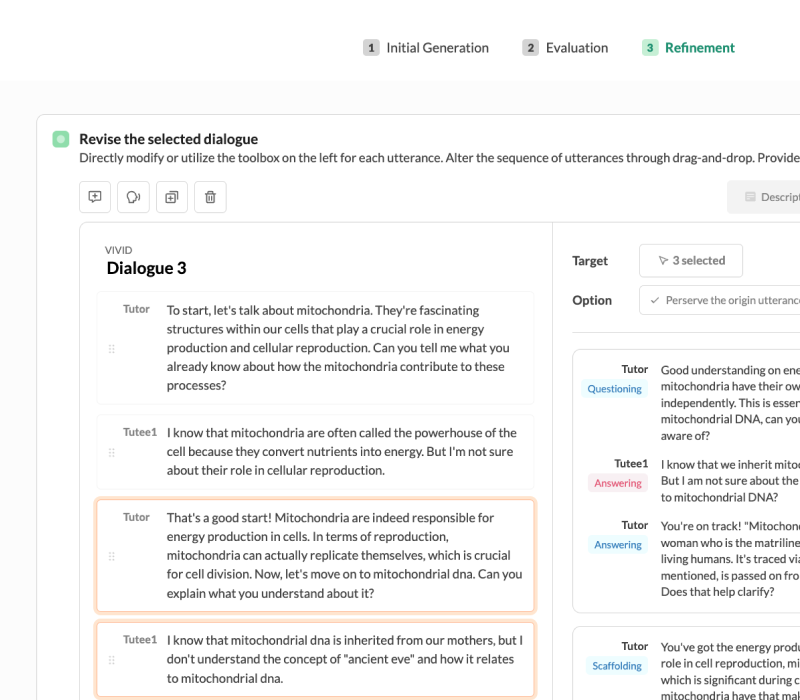 1 Initial Generation 2 Evaluation 3 Refinement
Revise the selected dialogue
Directly modify or utilize the toolbox on the left for each utterance. Alter the sequence of utterances through drag-and-drop. Provide
Descript
VIVID
Dialogue 3
Tutor To start, let's talk about mitochondria. They're fascinating
structures within our cells that play a crucial role in energy
production and cellular reproduction. Can you tell me what you
already know about how the mitochondria contribute to these
processes?
Tutee1 I know that mitochondria are often called the powerhouse of the
cell because they convert nutrients into energy. But I'm not sure
about their role in cellular reproduction.
Tutor That's a good start! Mitochondria are indeed responsible for
energy production in cells. In terms of reproduction,
mitochondria can actually replicate themselves, which is crucial
for cell division. Now, let's move on to mitochondrial dna. Can you
explain what you understand about it?
Tutee1 I know that mitochondrial dna is inherited from our mothers, but I
don't understand the concept of "ancient eve" and how it relates
to mitochondrial dna.
Target 3 selected
Option Perserve the origin utteranc
Tutor Good understanding on ene
Questioning mitochondria have their ow
independently. This is esser
mitochondrial DNA, can you
aware of?
Tutee1 I know that we inherit mitoc
Answering But I am not sure about the
to mitochondrial DNA?
Tutor You're on track! "Mitochon
Answering woman who is the matriline
living humans. It's traced via
mentioned, is passed on fro
Does that help clarify?
Tutor You've got the energy produ
Scaffolding role in cell reproduction, mi
which is significant during c
mitochondria have that mak